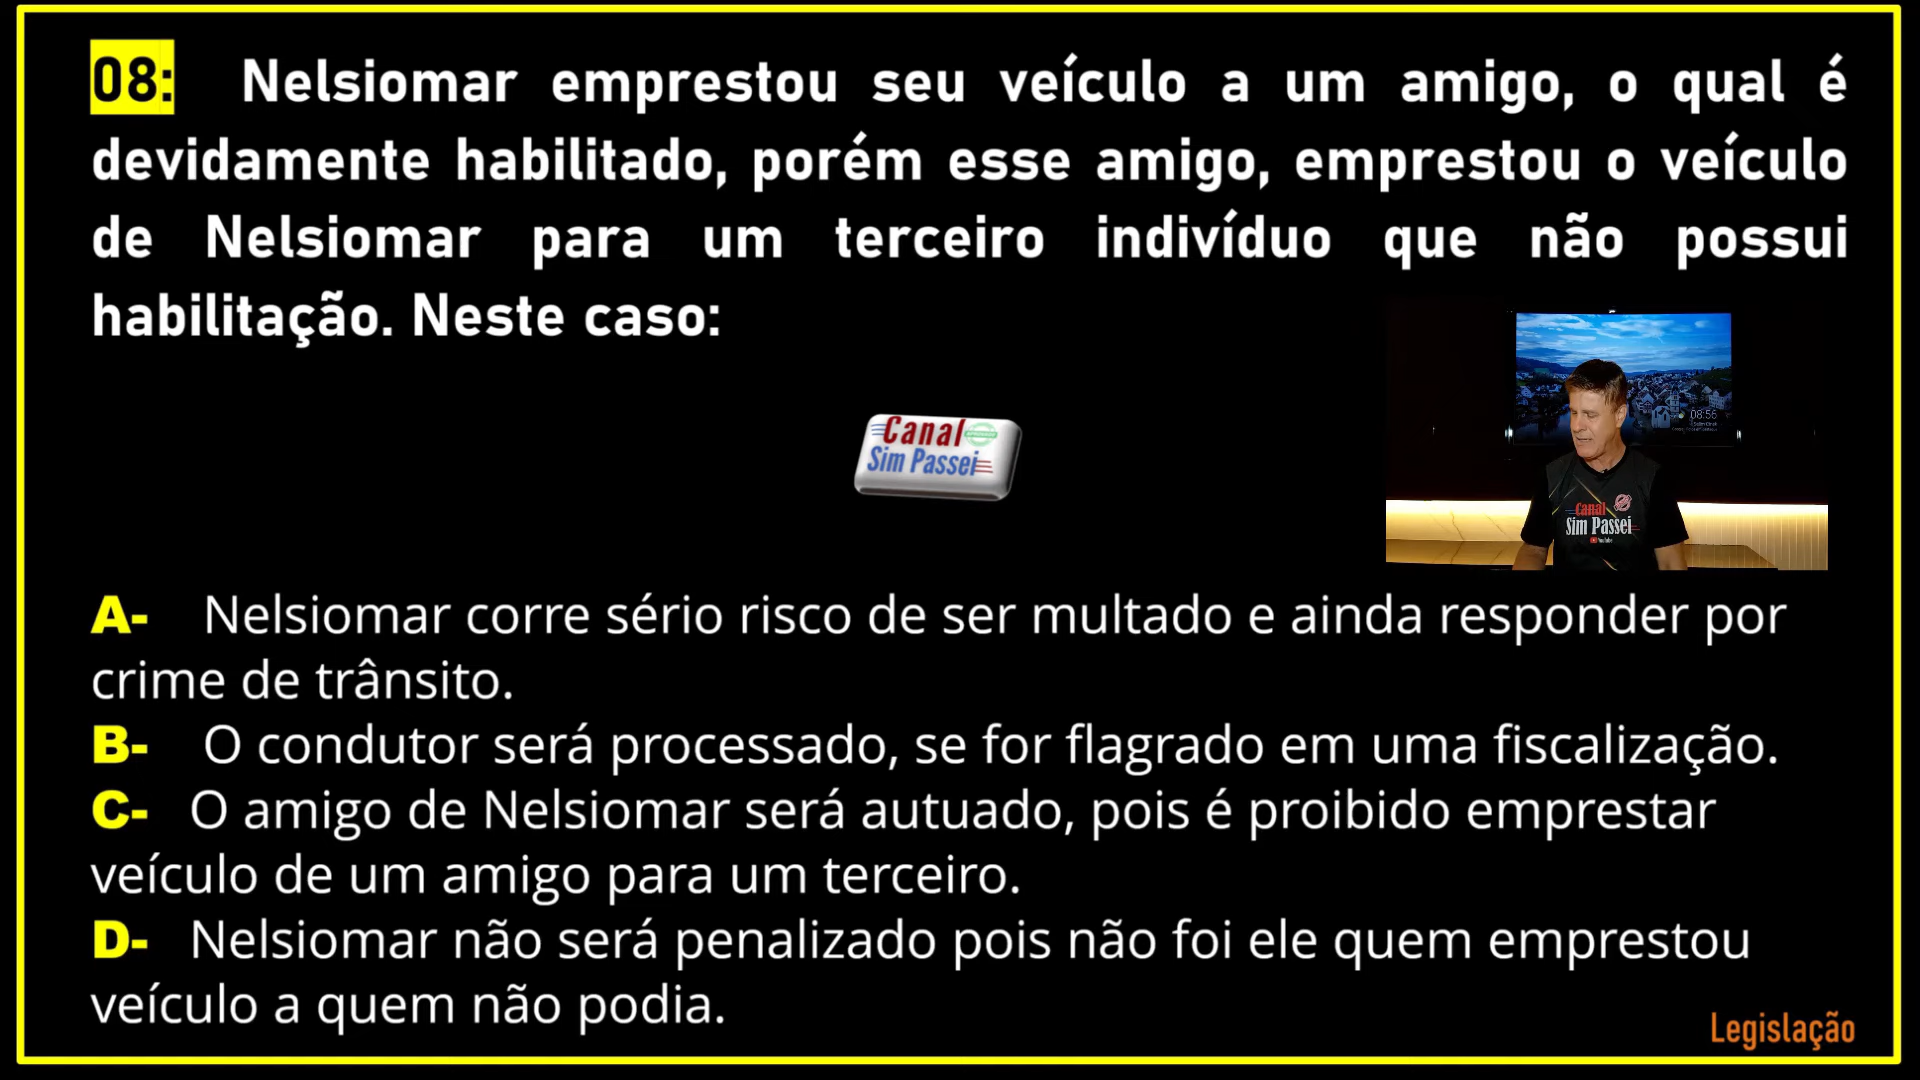 08: Nelsiomar emprestou seu veículo a um amigo, o qual é
devidamente habilitado, porém esse amigo, emprestou o veículo
de Nelsiomar para um terceiro indivíduo que não possui
habilitação. Neste caso:
08:56
Canal
Sim Passei
Canal
Sim Passei
YouTube
A- Nelsiomar corre sério risco de ser multado e ainda responder por
crime de trânsito.
B- O condutor será processado, se for flagrado em uma fiscalização.
C- O amigo de Nelsiomar será autuado, pois é proibido emprestar
veículo de um amigo para um terceiro.
D- Nelsiomar não será penalizado pois não foi ele quem emprestou
veículo a quem não podia.
Legislação